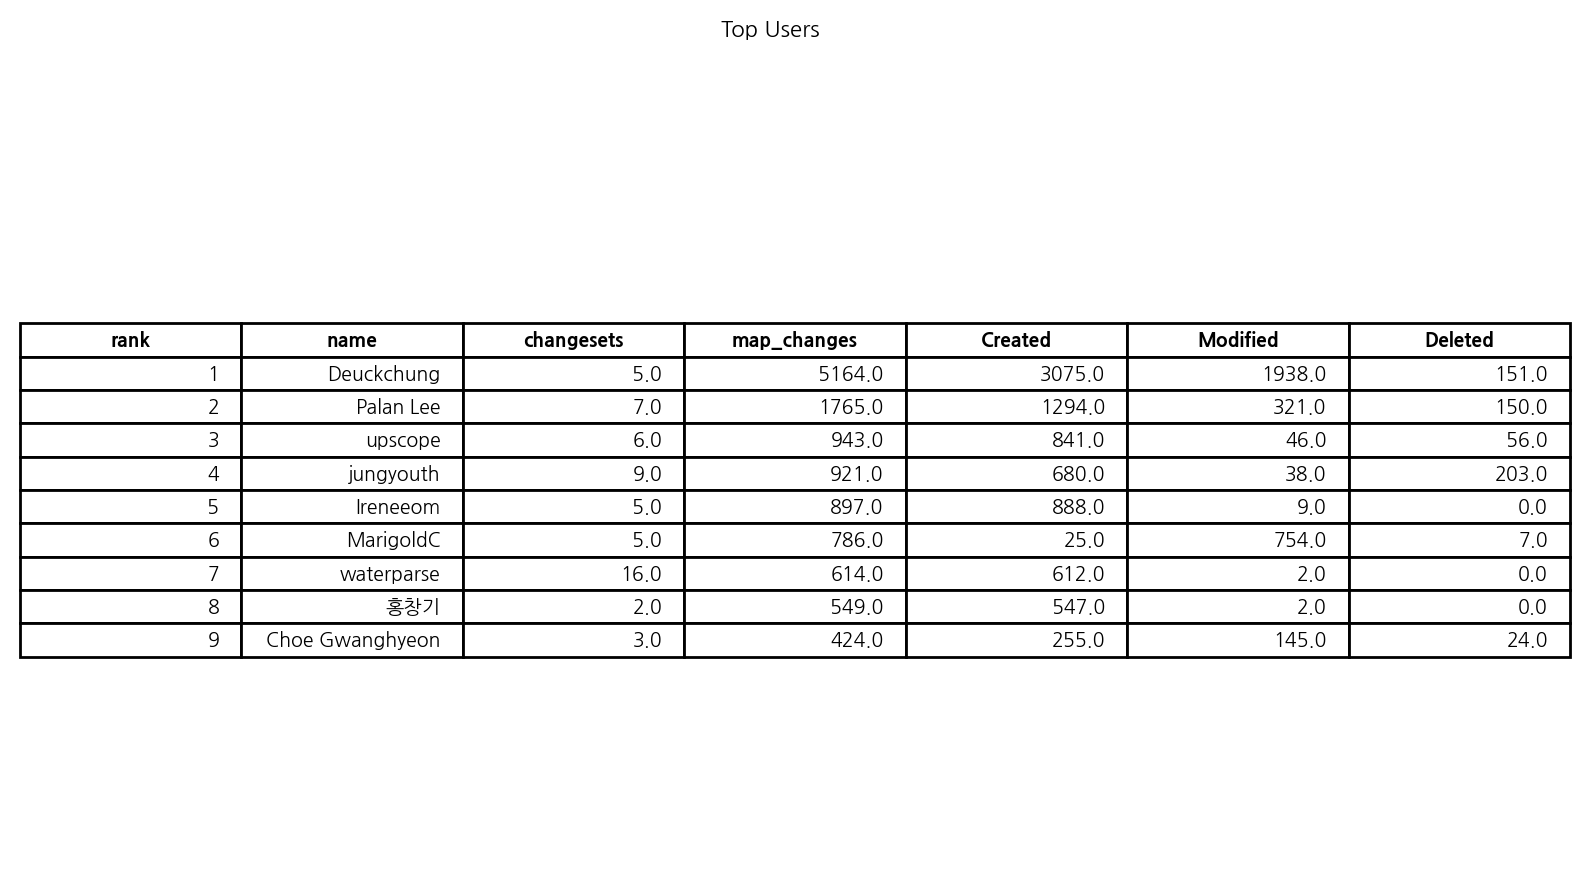 Top Users
rank name changesets map_changes Created Modified Deleted
1 Deuckchung 5.0 5164.0 3075.0 1938.0 151.0
2 Palan Lee 7.0 1765.0 1294.0 321.0 150.0
3 upscope 6.0 943.0 841.0 46.0 56.0
4 jungyouth 9.0 921.0 680.0 38.0 203.0
5 Ireneeom 5.0 897.0 888.0 9.0 0.0
6 MarigoldC 5.0 786.0 25.0 754.0 7.0
7 waterparse 16.0 614.0 612.0 2.0 0.0
8 홍창기 2.0 549.0 547.0 2.0 0.0
9 Choe Gwanghyeon 3.0 424.0 255.0 145.0 24.0